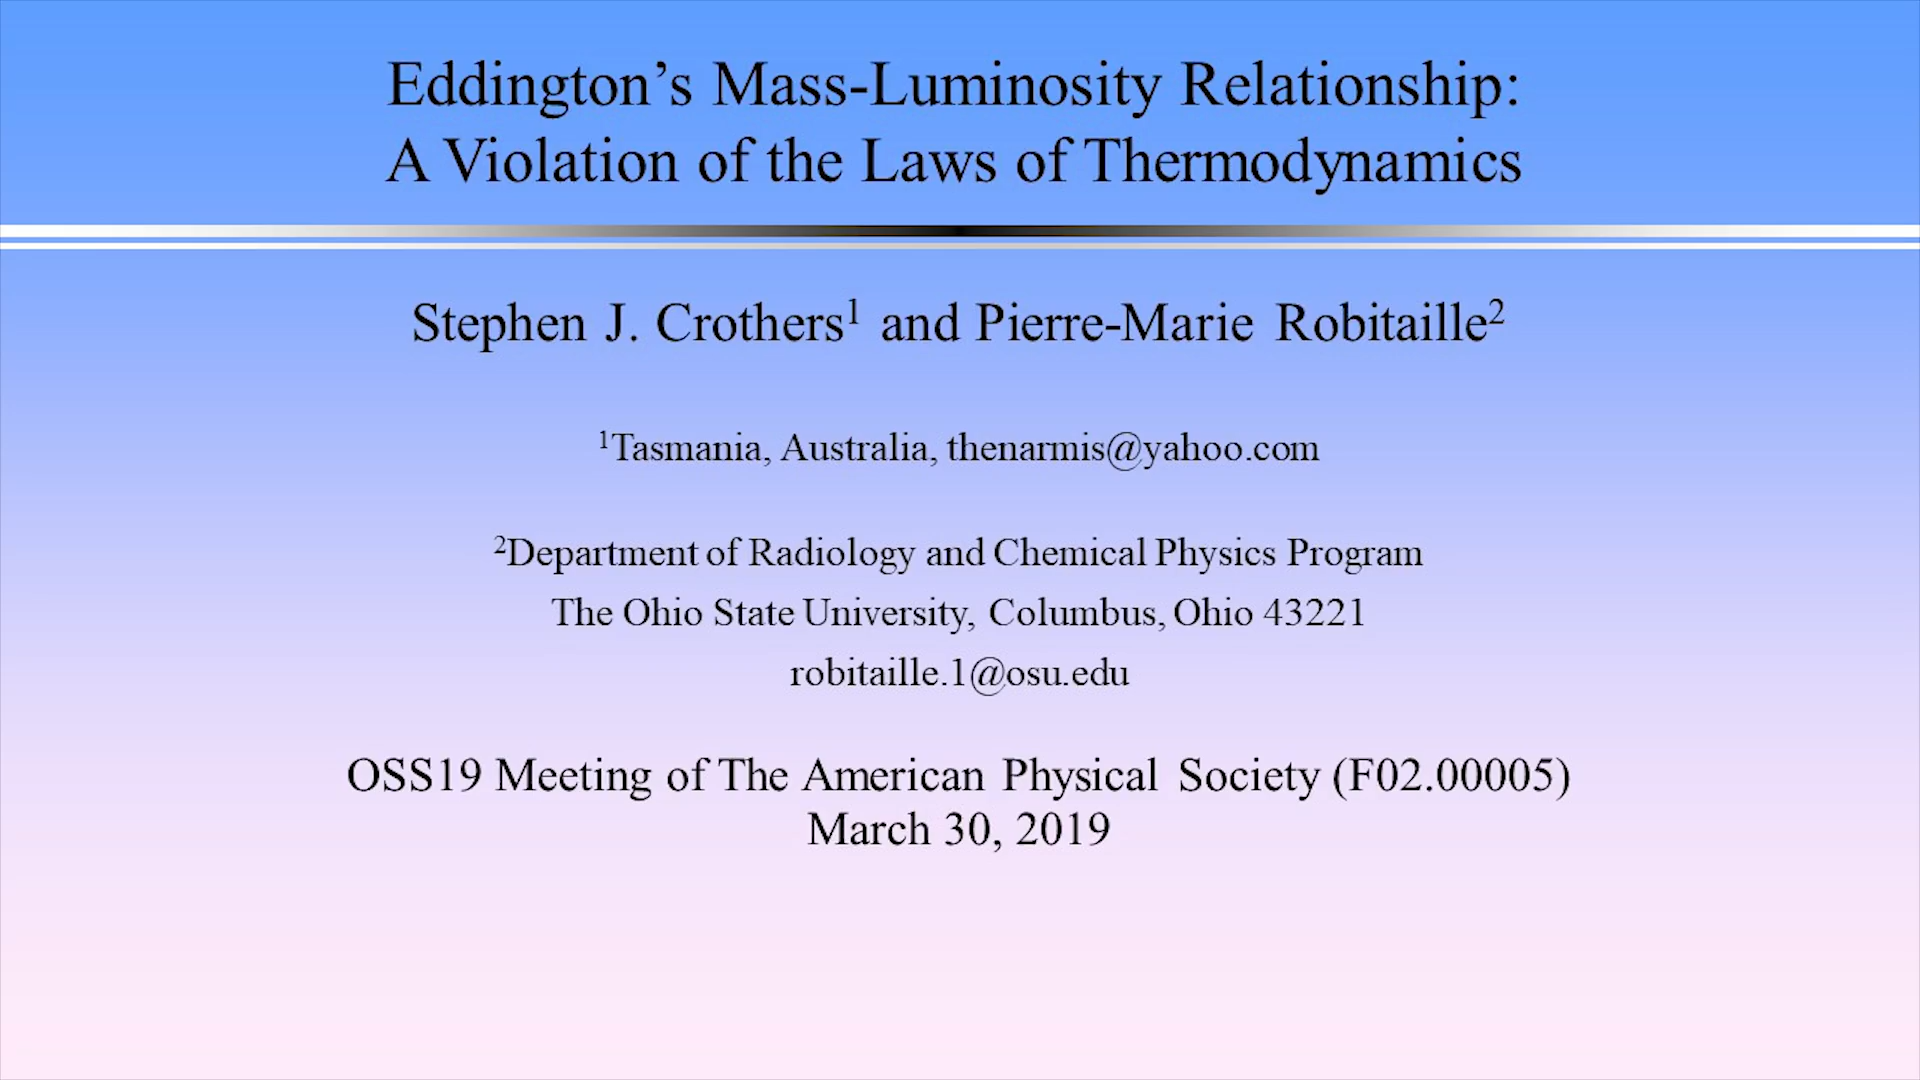 Eddington’s Mass-Luminosity Relationship:
A Violation of the Laws of Thermodynamics
Stephen J. Crothers¹ and Pierre-Marie Robitaille²
¹Tasmania, Australia, thenarmis@yahoo.com
²Department of Radiology and Chemical Physics Program
The Ohio State University, Columbus, Ohio 43221
robitaille.1@osu.edu
OSS19 Meeting of The American Physical Society (F02.00005)
March 30, 2019